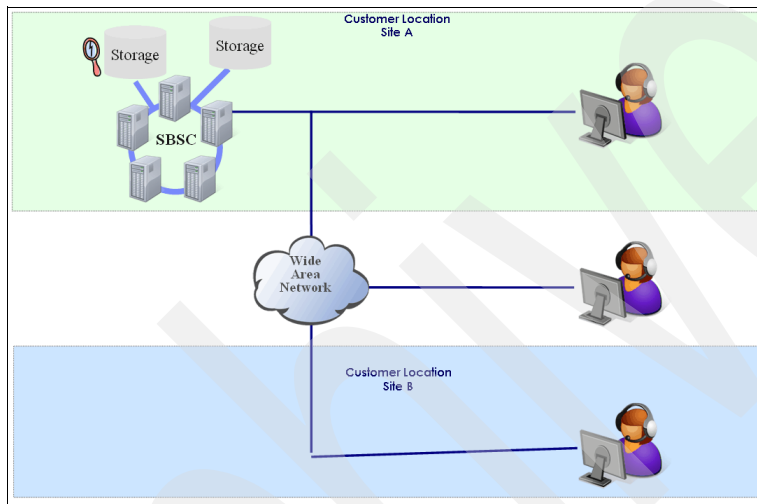 Customer Location
Site A
Storage
Storage
SBSC
Wide
Area
Network
Customer Location
Site B